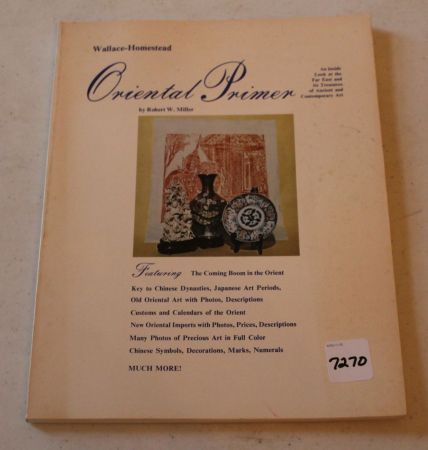 Wallace-Homestead
Oriental Primer
by Robert W. Miller
An Inside
Look at the
Far East and
its Treasures
of Ancient and
Contemporary Art
Featuring The Coming Boom in the Orient
Key to Chinese Dynasties, Japanese Art Periods,
Old Oriental Art with Photos, Descriptions
Customs and Calendars of the Orient
New Oriental Imports with Photos, Prices, Descriptions
Many Photos of Precious Art in Full Color
Chinese Symbols, Decorations, Marks, Numerals
MUCH MORE!
7270